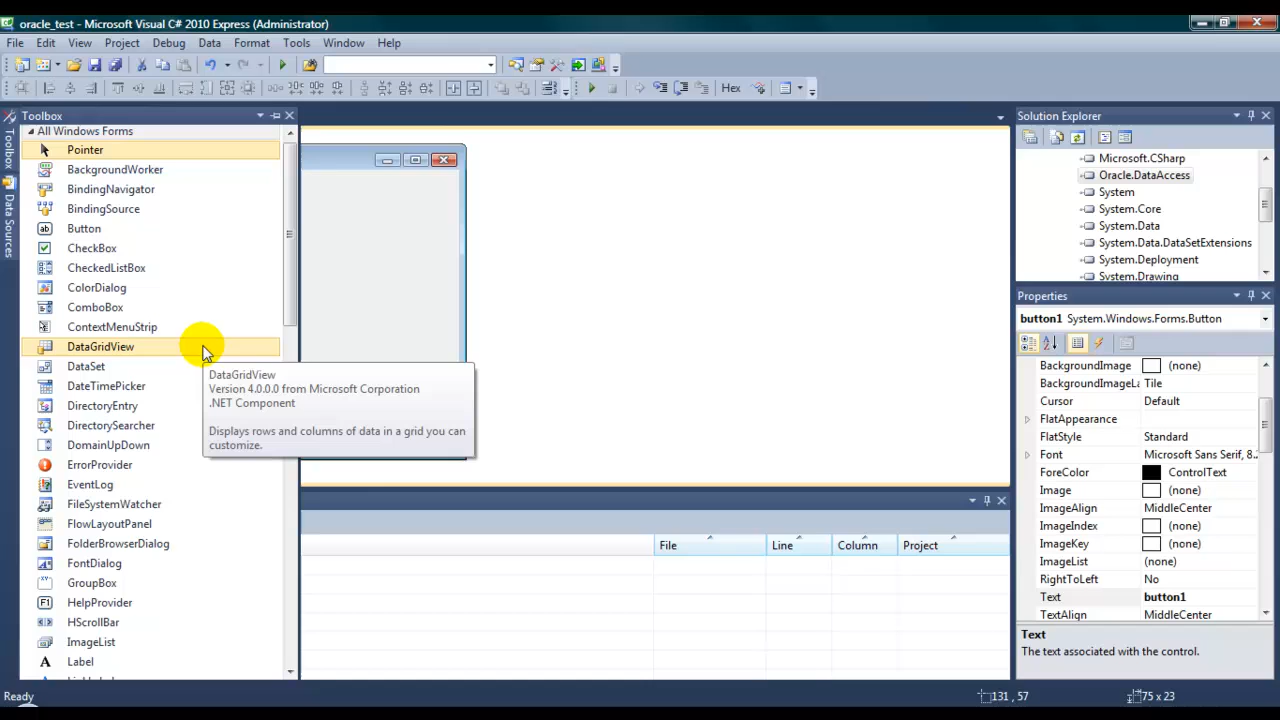 oracle_test - Microsoft Visual C# 2010 Express (Administrator)
File Edit View Project Debug Data Format Tools Window Help
Hex
Toolbox
Toolbox
Data Sources
All Windows Forms
Pointer
BackgroundWorker
BindingNavigator
BindingSource
Button
CheckBox
CheckedListBox
ColorDialog
ComboBox
ContextMenuStrip
DataGridView
DataSet
DateTimePicker
DirectoryEntry
DirectorySearcher
DomainUpDown
ErrorProvider
EventLog
FileSystemWatcher
FlowLayoutPanel
FolderBrowserDialog
FontDialog
GroupBox
HelpProvider
HScrollBar
ImageList
Label
DataGridView
Version 4.0.0.0 from Microsoft Corporation
.NET Component
Displays rows and columns of data in a grid you can
customize.
File Line Column Project
Solution Explorer
Microsoft.CSharp
Oracle.DataAccess
System
System.Core
System.Data
System.Data.DataSetExtensions
System.Deployment
System.Drawing
Properties
button1 System.Windows.Forms.Button
BackgroundImage (none)
BackgroundImageLa Tile
Cursor Default
FlatAppearance
FlatStyle Standard
Font Microsoft Sans Serif, 8.2
ForeColor ControlText
Image (none)
ImageAlign MiddleCenter
ImageIndex (none)
ImageKey (none)
ImageList (none)
RightToLeft No
Text button1
TextAlign MiddleCenter
Text
The text associated with the control.
Ready 131 , 57 75 x 23